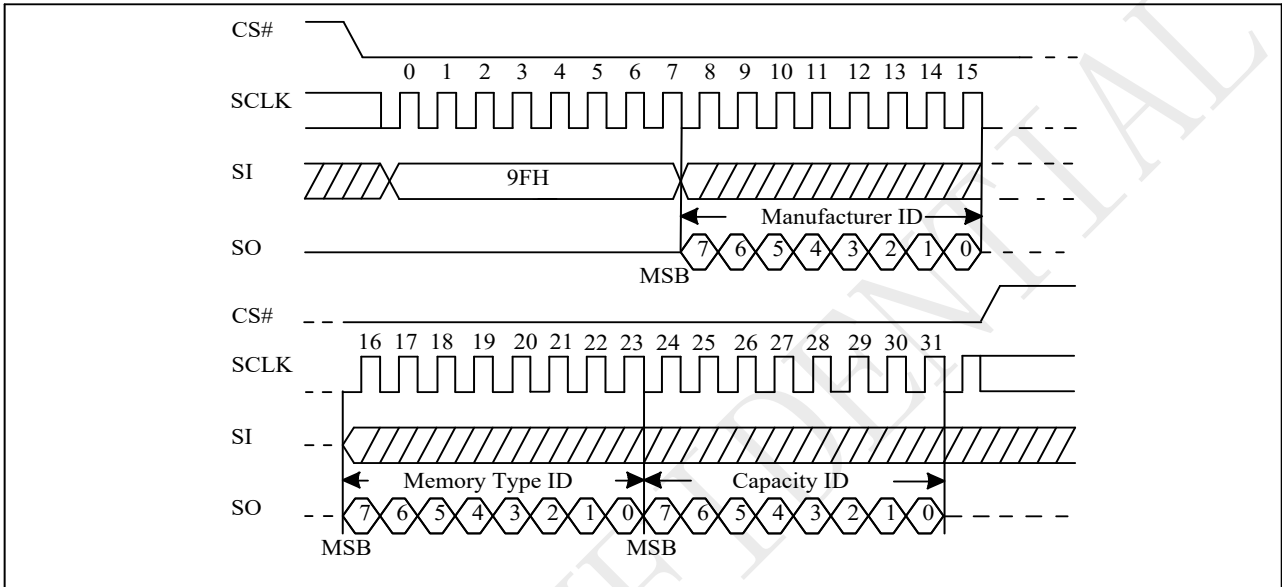 CS#
0 1 2 3 4 5 6 7 8 9 10 11 12 13 14 15
SCLK
SI
9FH
Manufacturer ID
SO
7 6 5 4 3 2 1 0
MSB
CS#
16 17 18 19 20 21 22 23 24 25 26 27 28 29 30 31
SCLK
SI
Memory Type ID Capacity ID
SO
7 6 5 4 3 2 1 0 7 6 5 4 3 2 1 0
MSB MSB